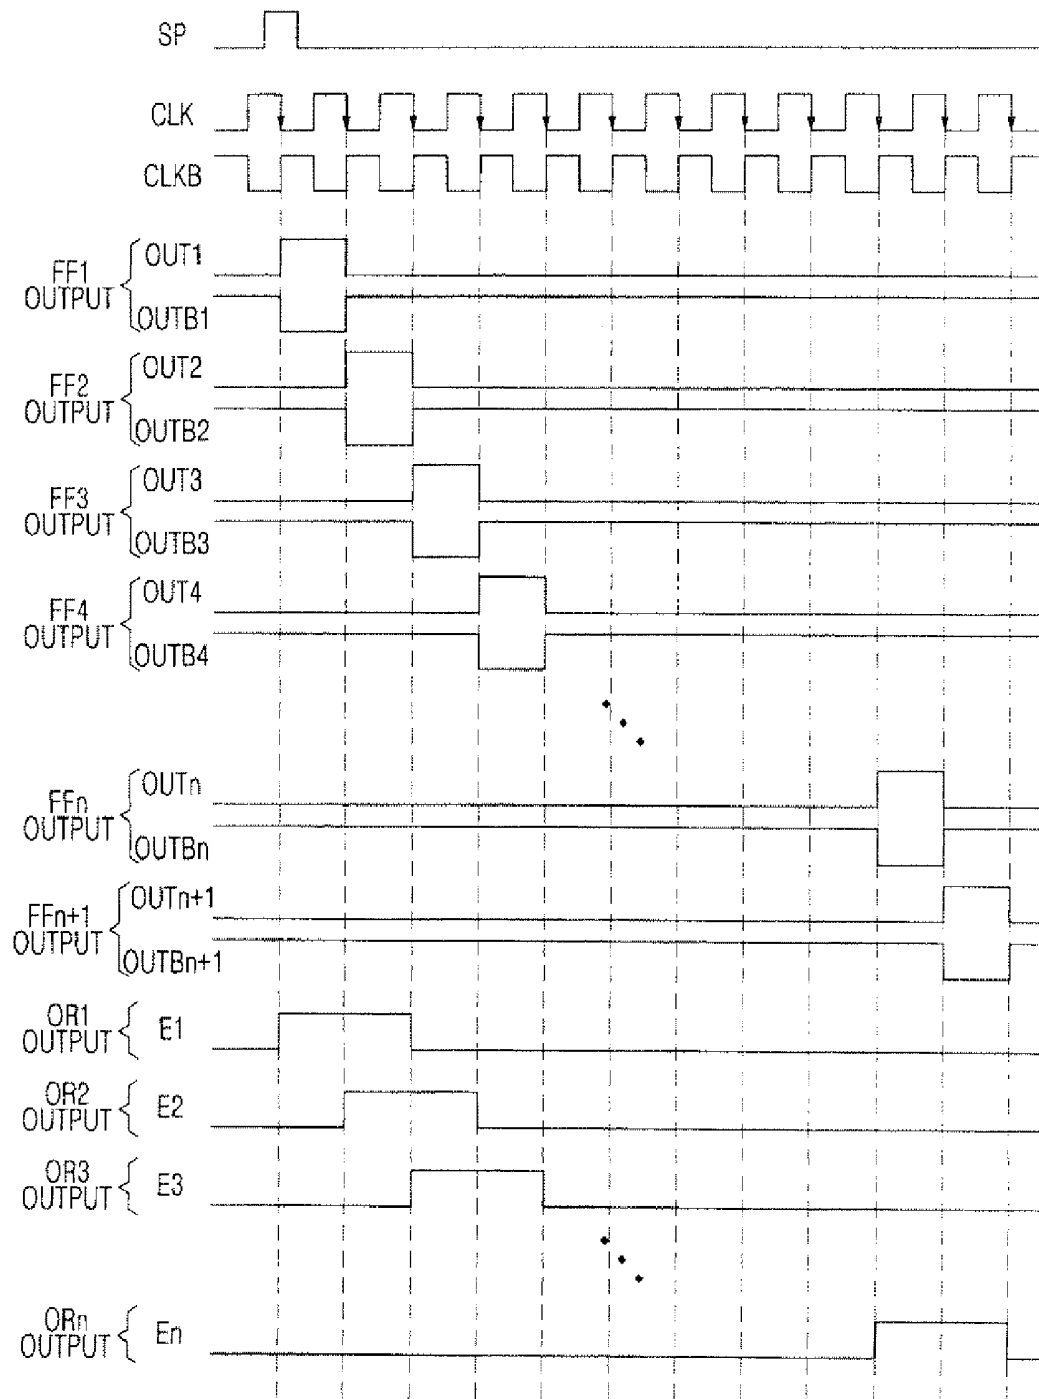 SP
CLK
CLKB
FF1
OUTPUT
OUT1
OUTB1
FF2
OUTPUT
OUT2
OUTB2
FF3
OUTPUT
OUT3
OUTB3
FF4
OUTPUT
OUT4
OUTB4
FFn
OUTPUT
OUTn
OUTBn
FFn+1
OUTPUT
OUTn+1
OUTBn+1
OR1
OUTPUT
E1
OR2
OUTPUT
E2
OR3
OUTPUT
E3
ORn
OUTPUT
En